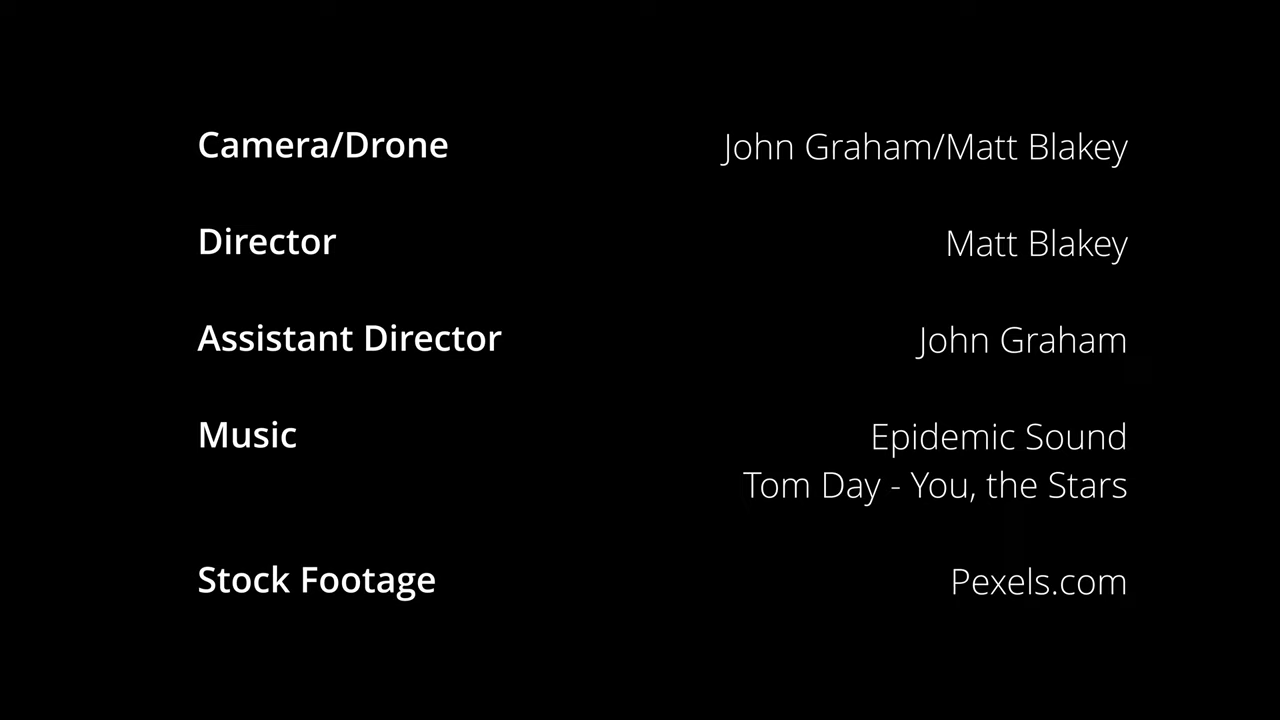 Camera/Drone John Graham/Matt Blakey
Director Matt Blakey
Assistant Director John Graham
Music Epidemic Sound
Tom Day - You, the Stars
Stock Footage Pexels.com